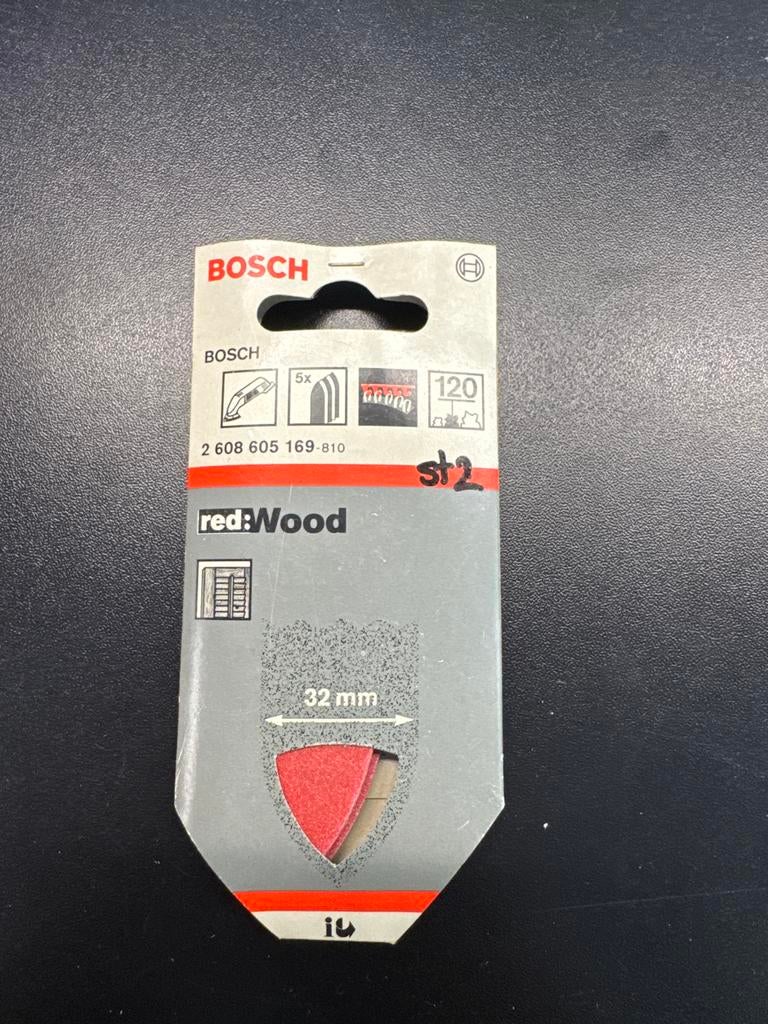 BOSCH
BOSCH
5x
120
2 608 605 169-810
st2
red:Wood
32 mm
i